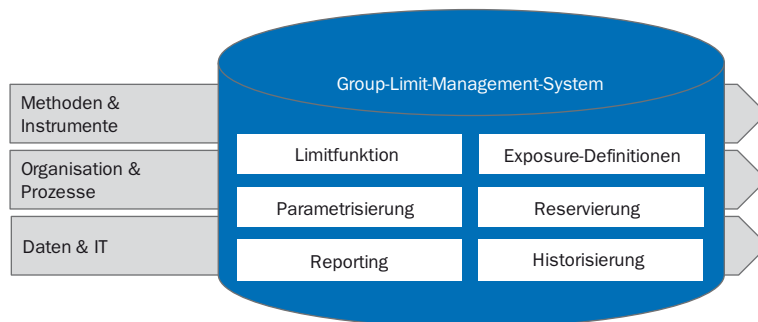 Group-Limit-Management-System
Methoden &
Instrumente
Limitfunktion
Exposure-Definitionen
Organisation &
Prozesse
Parametrisierung
Reservierung
Daten & IT
Reporting
Historisierung